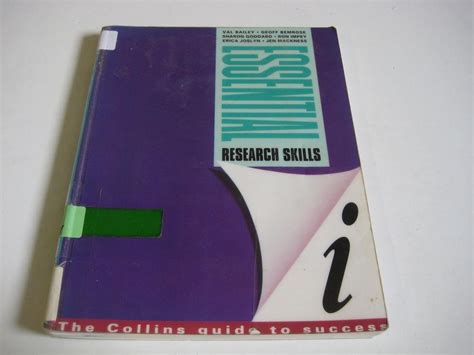 VAL BAILEY • GEOFF BEMROSE
SHARON GODDARD • RON IMPEY
ERICA JOSLYN • JEN MACKNESS
ESSENTIAL
RESEARCH SKILLS
i
The Collins guide to success